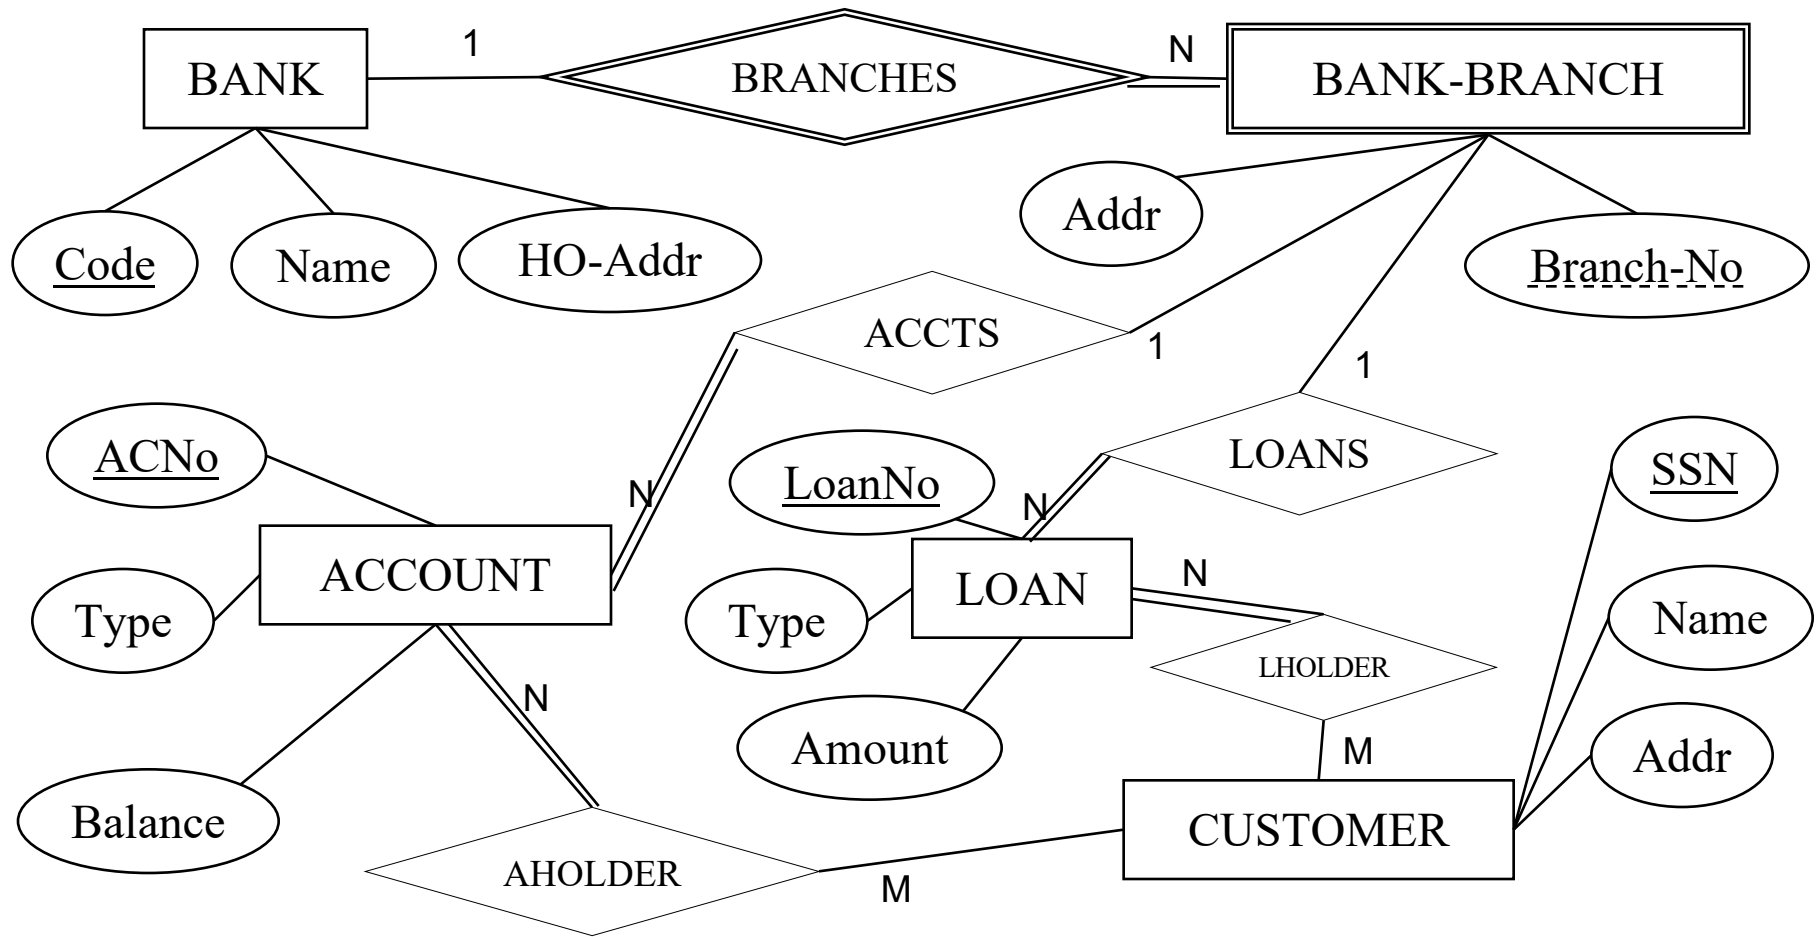 BANK
1
BRANCHES
N
BANK-BRANCH
Code
Name
HO-Addr
Addr
Branch-No
ACCTS
1
1
ACNo
N
LoanNo
N
LOANS
SSN
ACCOUNT
Type
LOAN
Type
N
LHOLDER
Name
Amount
N
M
Addr
Balance
AHOLDER
M
CUSTOMER